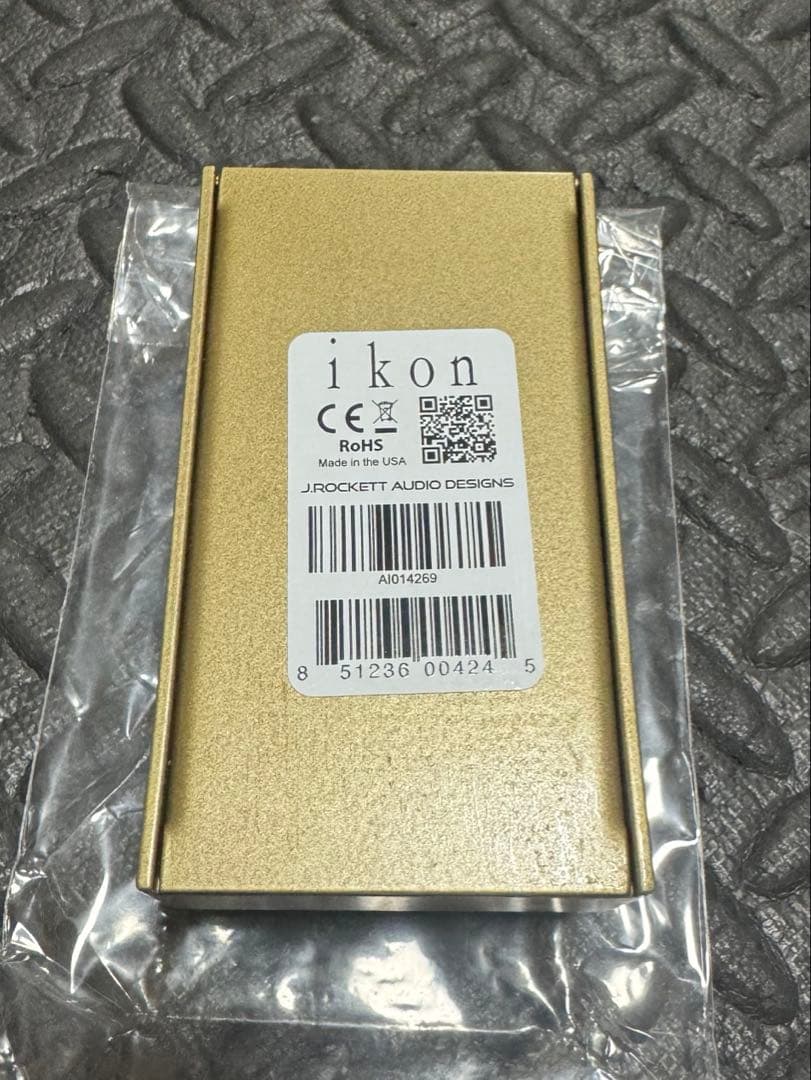 ikon
CE
RoHS
Made in the USA
J.ROCKETT AUDIO DESIGNS
AI014269
8 51236 00424 5